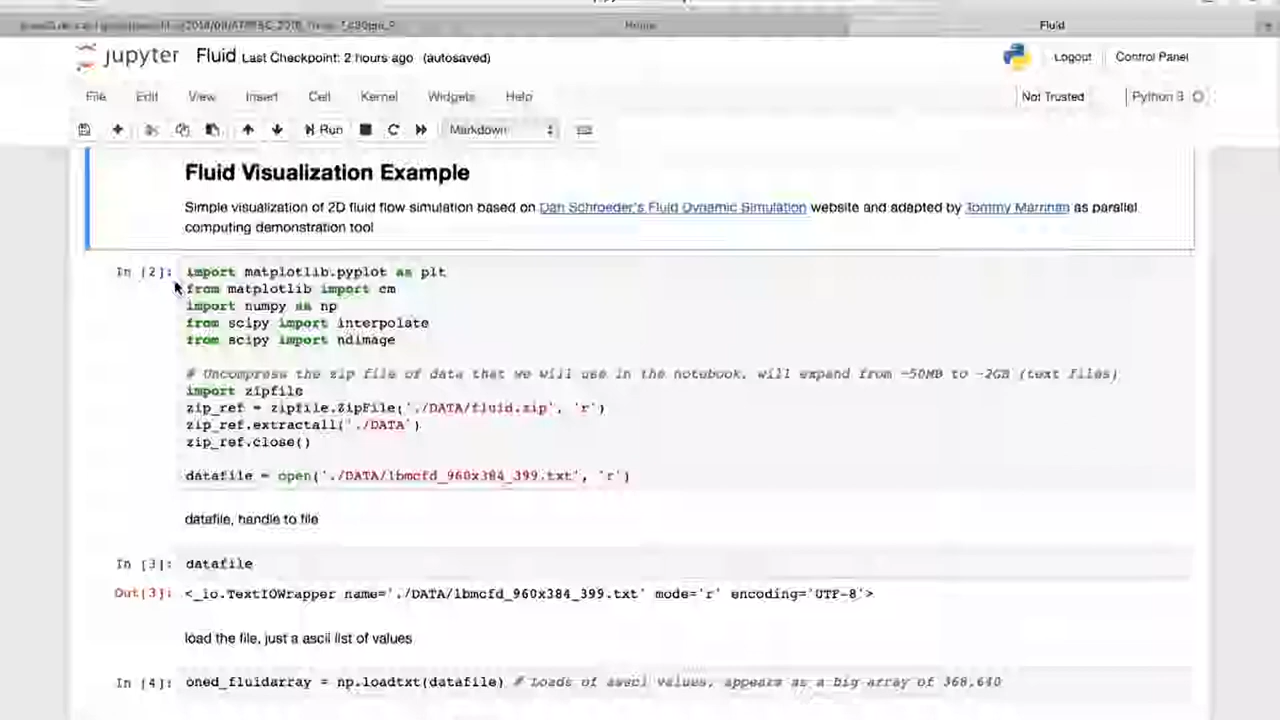 Home
Fluid
jupyter Fluid Last Checkpoint: 2 hours ago (autosaved)
Logout Control Panel
File Edit View Insert Cell Kernel Widgets Help
Not Trusted Python 3
Run Markdown
Fluid Visualization Example
Simple visualization of 2D fluid flow simulation based on Dan Schroeder's Fluid Dynamic Simulation website and adapted by Tommy Marrinan as parallel
computing demonstration tool
In [2]: import matplotlib.pyplot as plt
from matplotlib import cm
import numpy as np
from scipy import interpolate
from scipy import ndimage
# Uncompress the zip file of data that we will use in the notebook, will expand from ~50MB to ~2GB (text files)
import zipfile
zip_ref = zipfile.ZipFile('./DATA/fluid.zip', 'r')
zip_ref.extractall('./DATA')
zip_ref.close()
datafile = open('./DATA/lbmcfd_960x384_399.txt', 'r')
datafile, handle to file
In [3]: datafile
Out[3]: <_io.TextIOWrapper name='./DATA/lbmcfd_960x384_399.txt' mode='r' encoding='UTF-8'>
load the file, just a ascii list of values
In [4]: oned_fluidarray = np.loadtxt(datafile) # Loads of ascci values, appears as a big array of 368,640